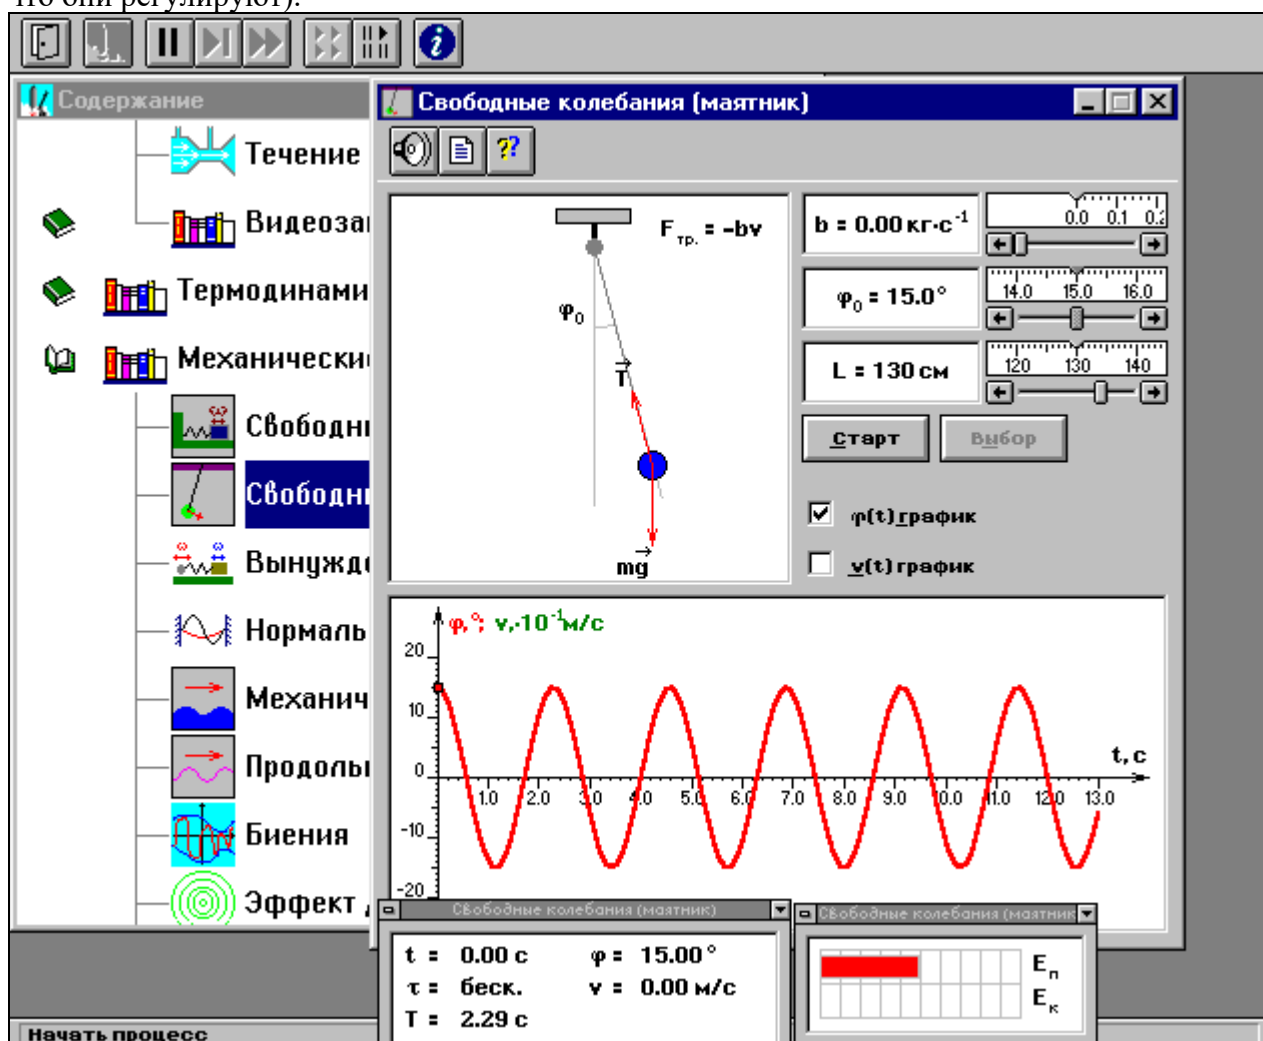 что они регулируют).
Содержание
Течение
Видеоза
Термодинами
Механически
Свободн
Свободн
Вынужд
Нормаль
Механич
Продоль
Биения
Эффект
Свободные колебания (маятник)
Fтр. = -bv
φ₀
T
mg
b = 0.00 кг·с⁻¹
0.0 0.1 0.2
φ₀ = 15.0°
14.0 15.0 16.0
L = 130 см
120 130 140
Старт Выбор
φ(t) график
v(t) график
φ,°; v,·10⁻¹м/с
20
10
0
-10
-20
t, с
1.0 2.0 3.0 4.0 5.0 6.0 7.0 8.0 9.0 10.0 11.0 12.0 13.0
Свободные колебания (маятник)
t = 0.00 с φ = 15.00°
τ = беск. v = 0.00 м/с
T = 2.29 с
Свободные колебания (маятник
Eп
Eк
Начать процесс